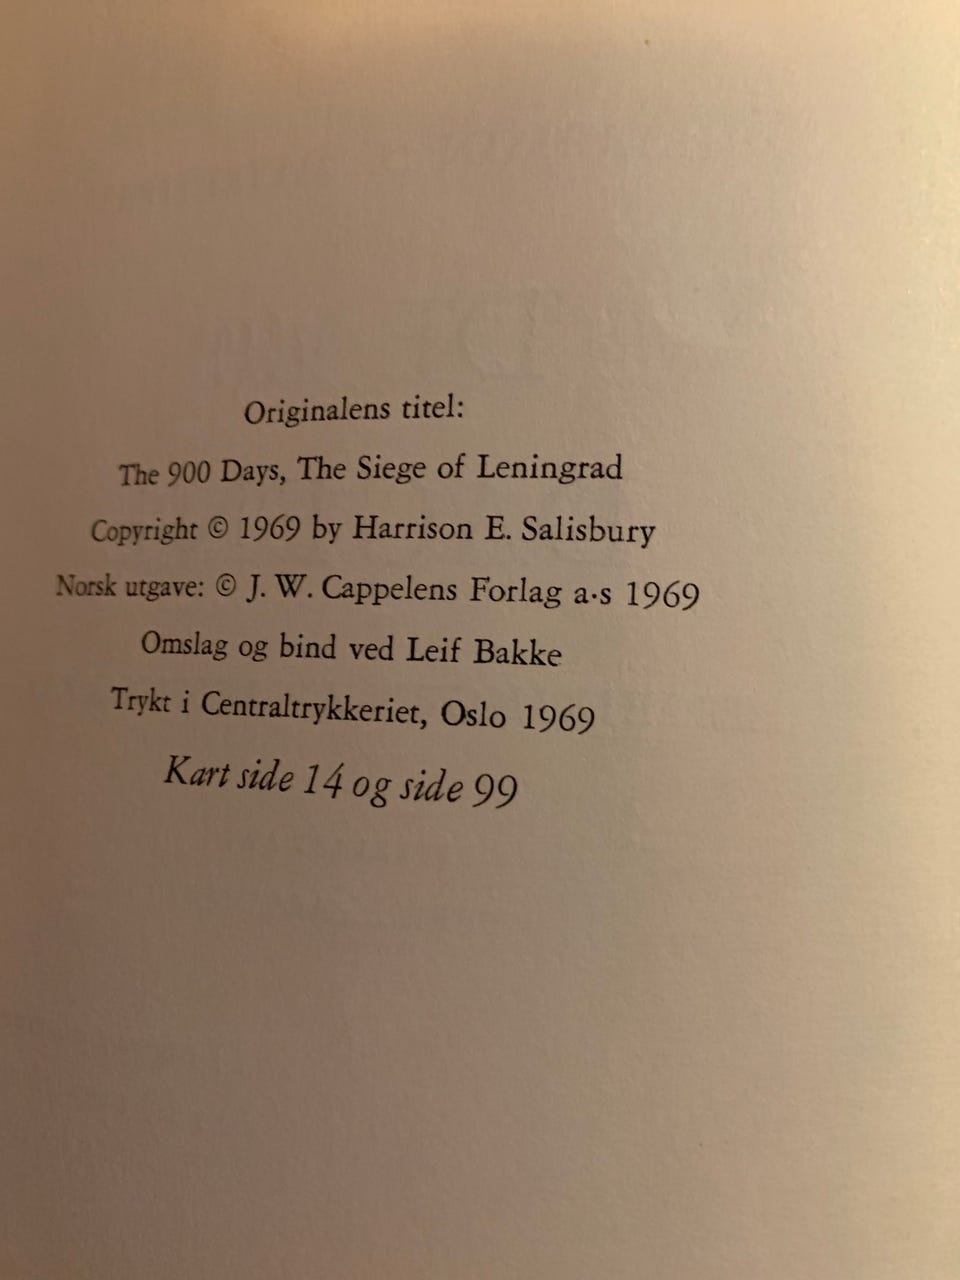 Originalens titel:
The 900 Days, The Siege of Leningrad
Copyright © 1969 by Harrison E. Salisbury
Norsk utgave: © J. W. Cappelens Forlag a·s 1969
Omslag og bind ved Leif Bakke
Trykt i Centraltrykkeriet, Oslo 1969
Kart side 14 og side 99